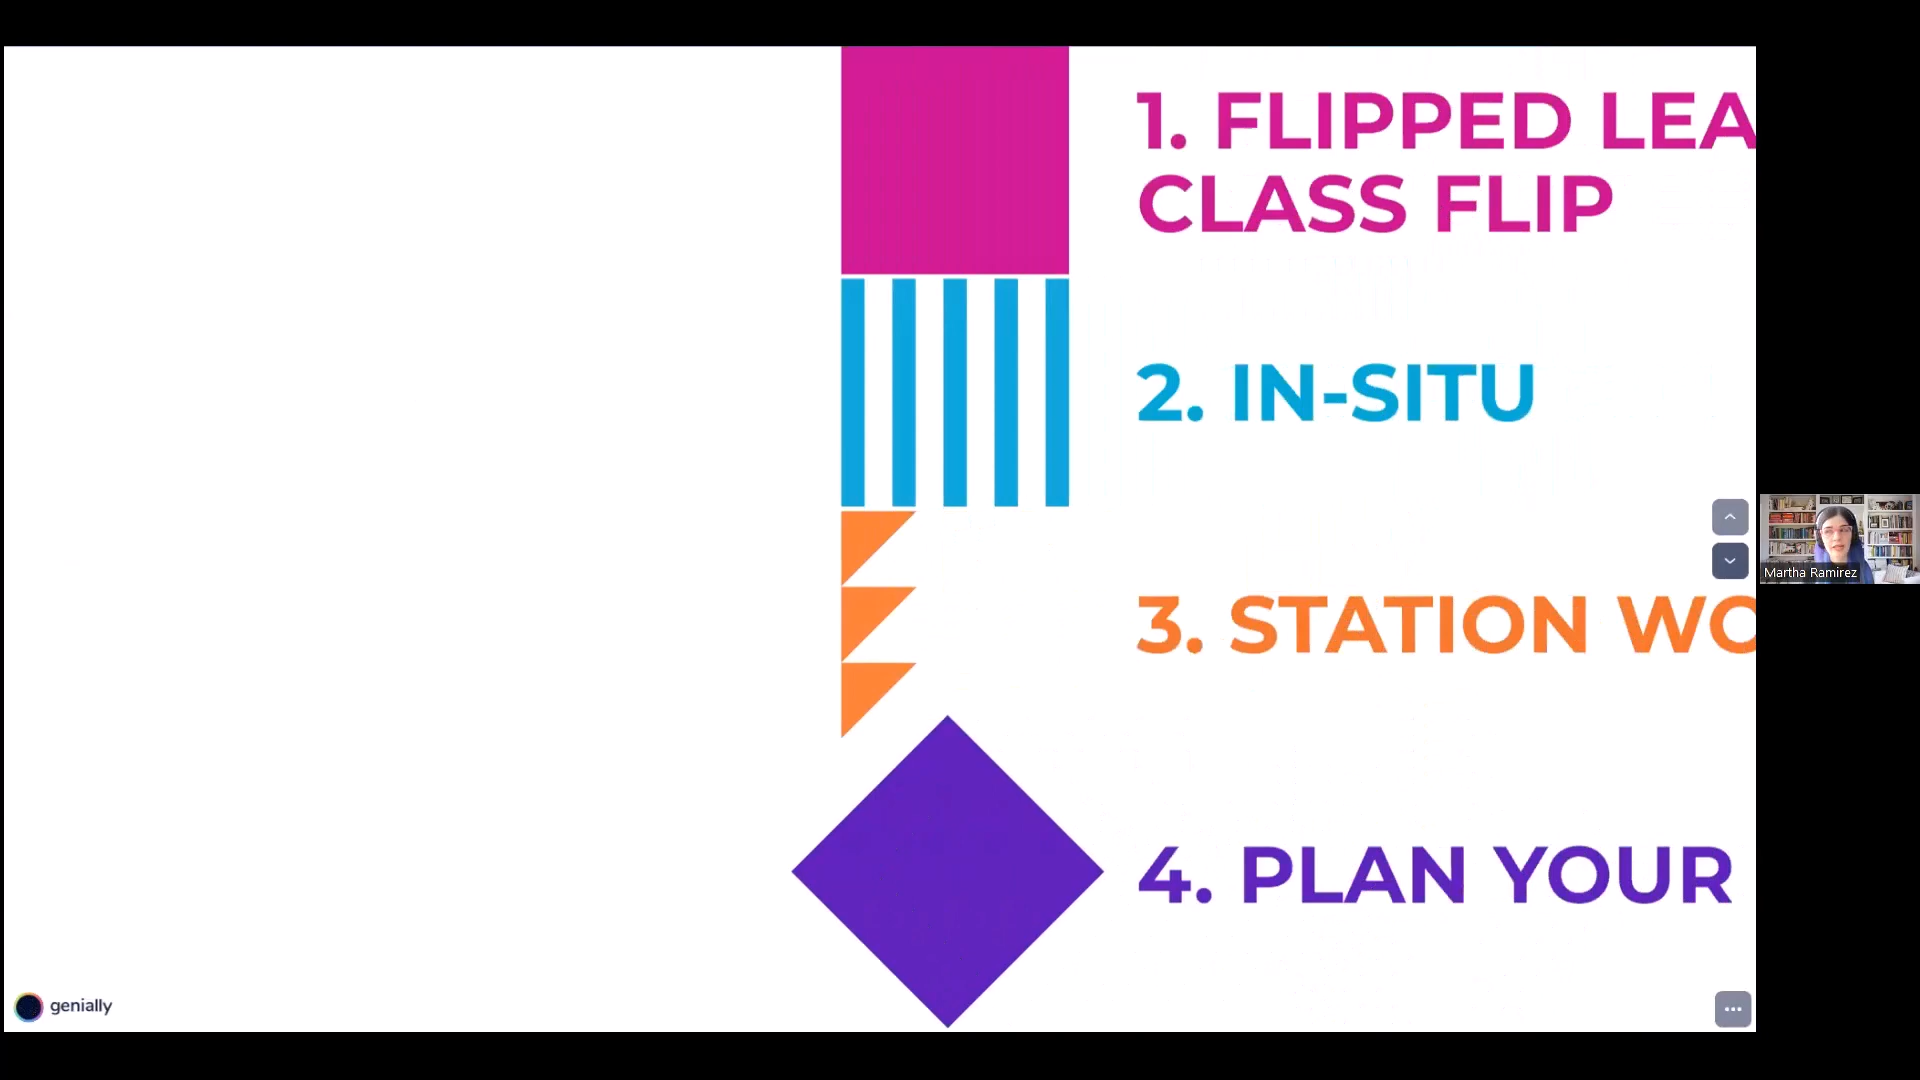 1. FLIPPED LEA
CLASS FLIP
2. IN-SITU
3. STATION WO
4. PLAN YOUR
Martha Ramirez
genially